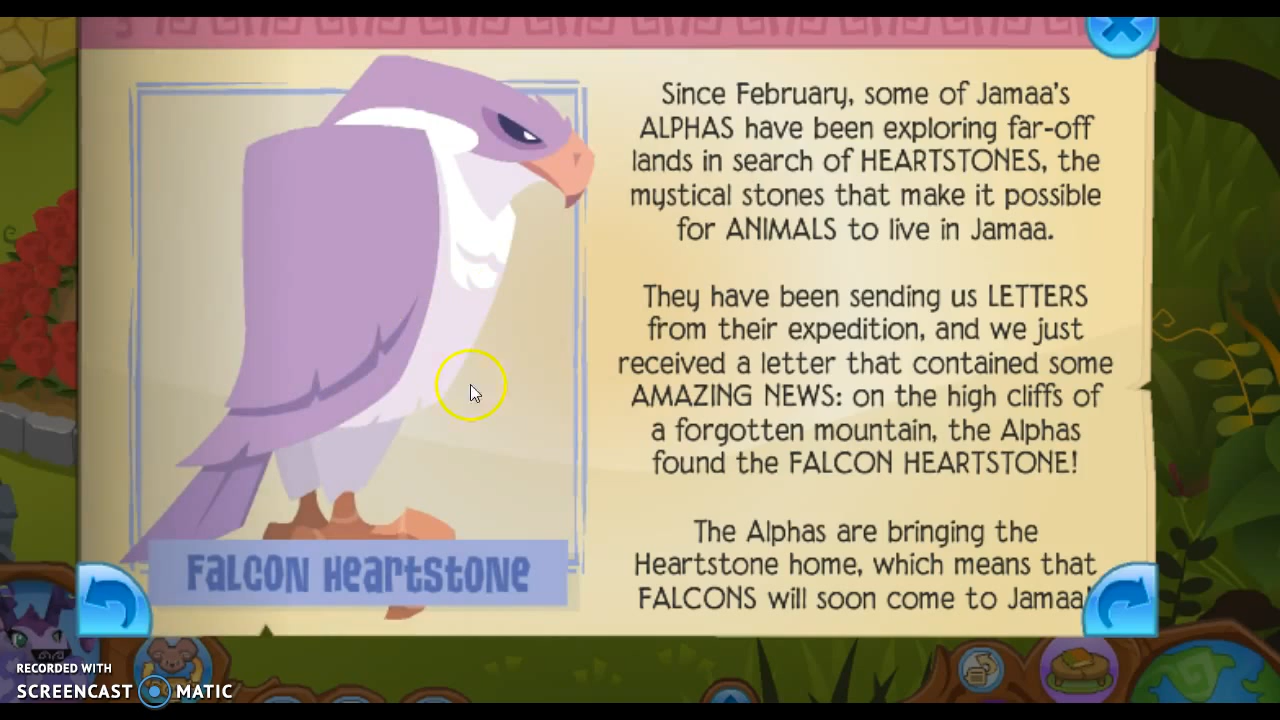 Since February, some of Jamaa's
ALPHAS have been exploring far-off
lands in search of HEARTSTONES, the
mystical stones that make it possible
for ANIMALS to live in Jamaa.
They have been sending us LETTERS
from their expedition, and we just
received a letter that contained some
AMAZING NEWS: on the high cliffs of
a forgotten mountain, the Alphas
found the FALCON HEARTSTONE!
The Alphas are bringing the
Heartstone home, which means that
FALCONS will soon come to Jamaa!
Falcon Heartstone
RECORDED WITH
SCREENCAST MATIC